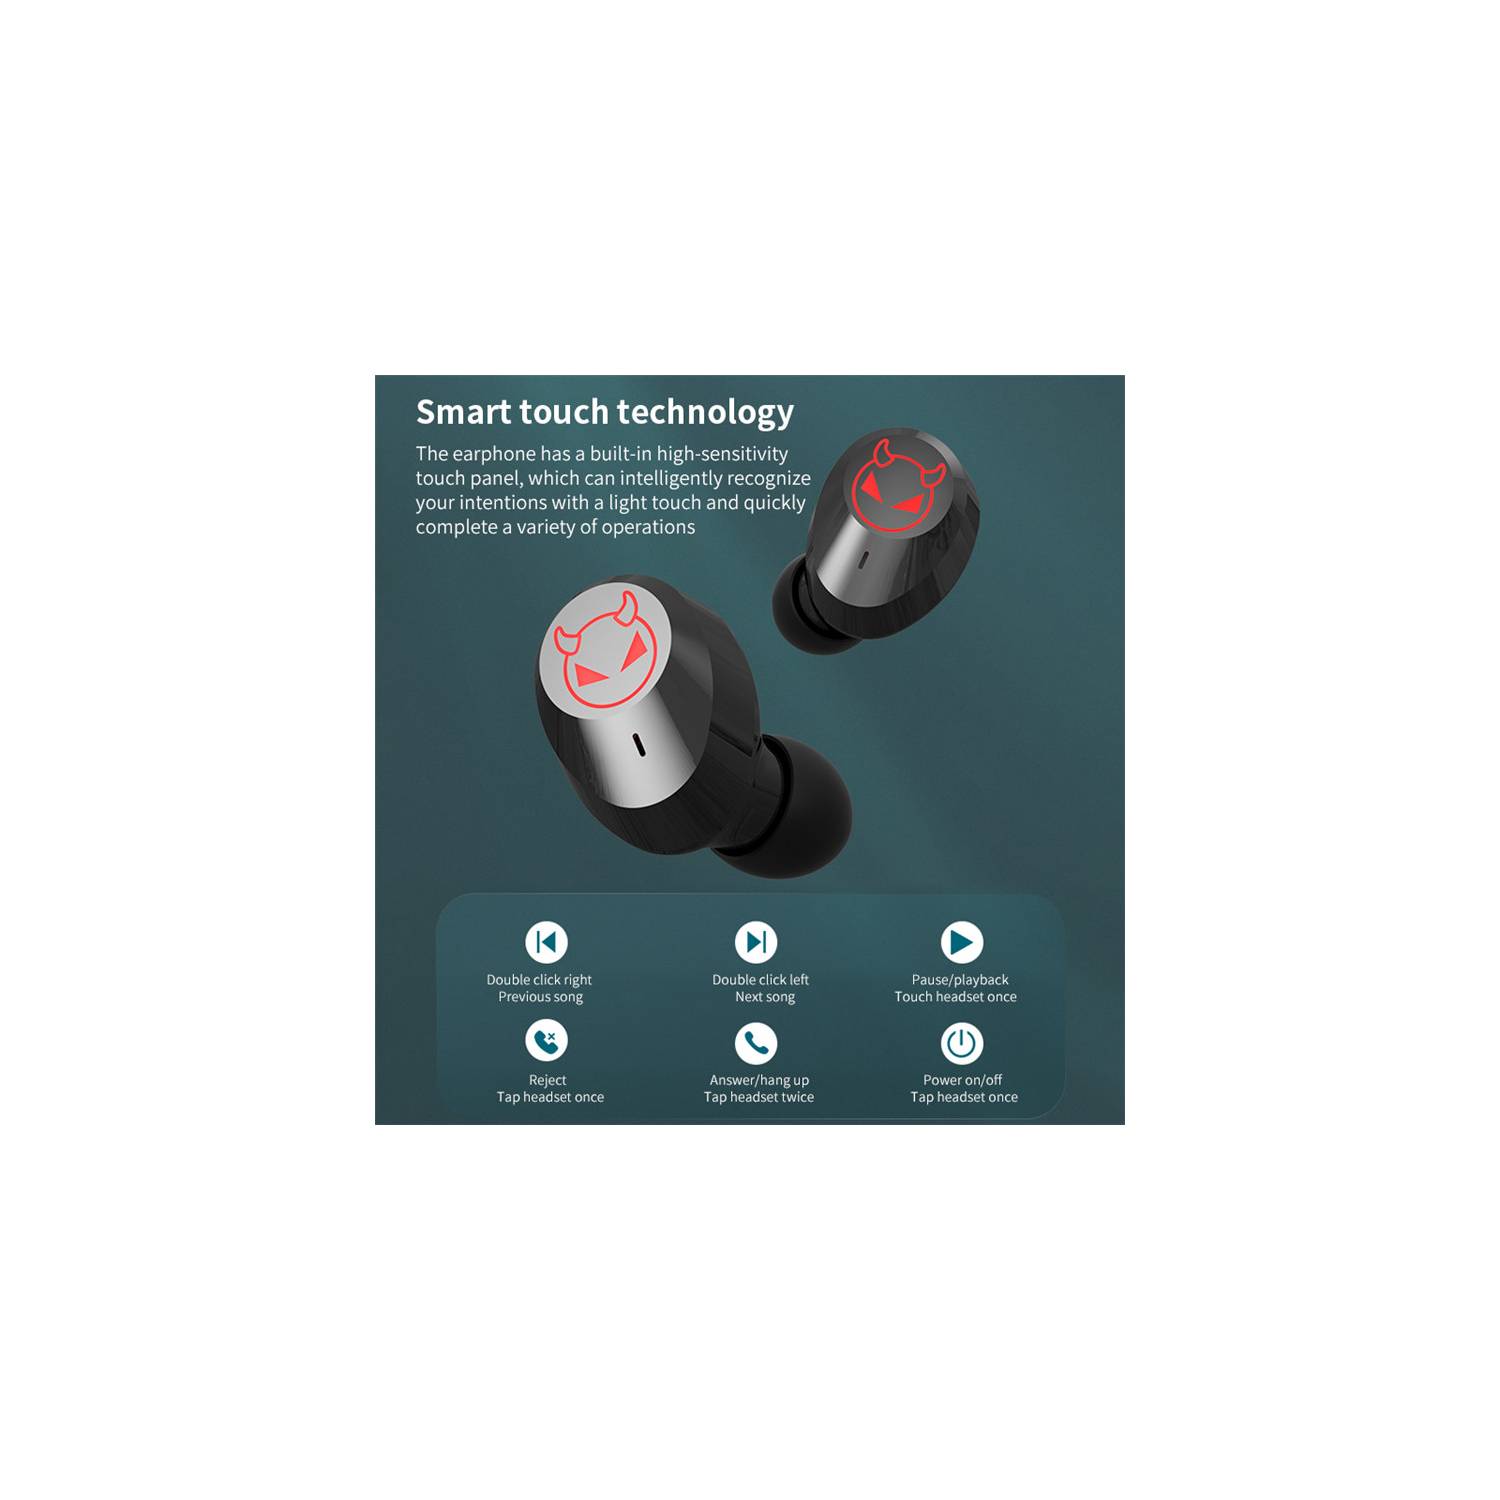 Smart touch technology
The earphone has a built-in high-sensitivity
touch panel, which can intelligently recognize
your intentions with a light touch and quickly
complete a variety of operations
Double click right
Previous song
Double click left
Next song
Pause/playback
Touch headset once
Reject
Tap headset once
Answer/hang up
Tap headset twice
Power on/off
Tap headset once